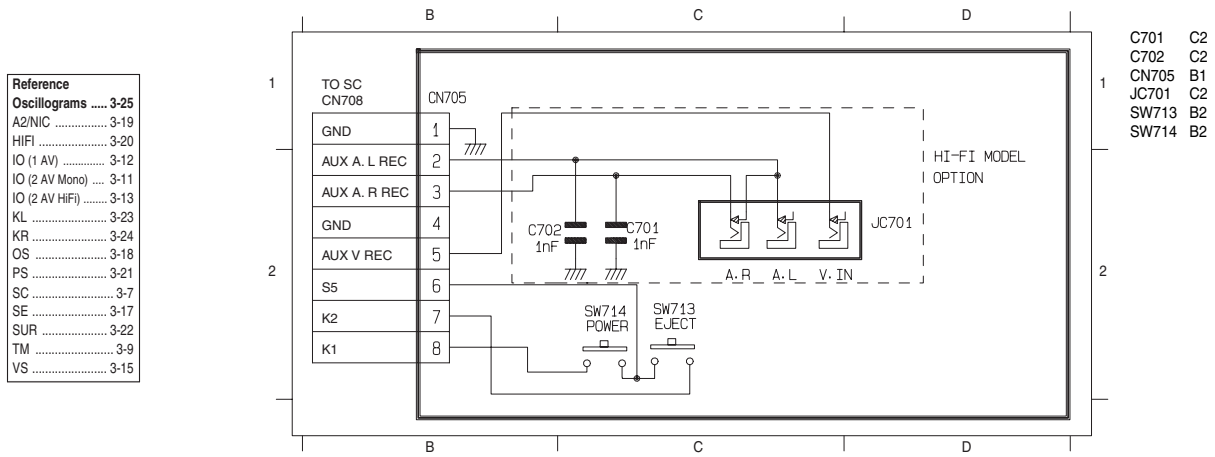 B C D
Reference
Oscillograms ..... 3-25
A2/NIC ................ 3-19
HIFI ..................... 3-20
IO (1 AV) ............. 3-12
IO (2 AV Mono) .... 3-11
IO (2 AV HiFi) ........ 3-13
KL ....................... 3-23
KR ....................... 3-24
OS ....................... 3-18
PS ....................... 3-21
SC ......................... 3-7
SE ....................... 3-17
SUR .................... 3-22
TM ........................ 3-9
VS ....................... 3-15
1
2
TO SC
CN708
CN705
GND 1
AUX A. L REC 2
AUX A. R REC 3
GND 4
AUX V REC 5
S5 6
K2 7
K1 8
C702
1nF
C701
1nF
HI-FI MODEL
OPTION
JC701
A.R A.L V.IN
SW714
POWER
SW713
EJECT
1
2
C701 C2
C702 C2
CN705 B1
JC701 C2
SW713 B2
SW714 B2
B C D